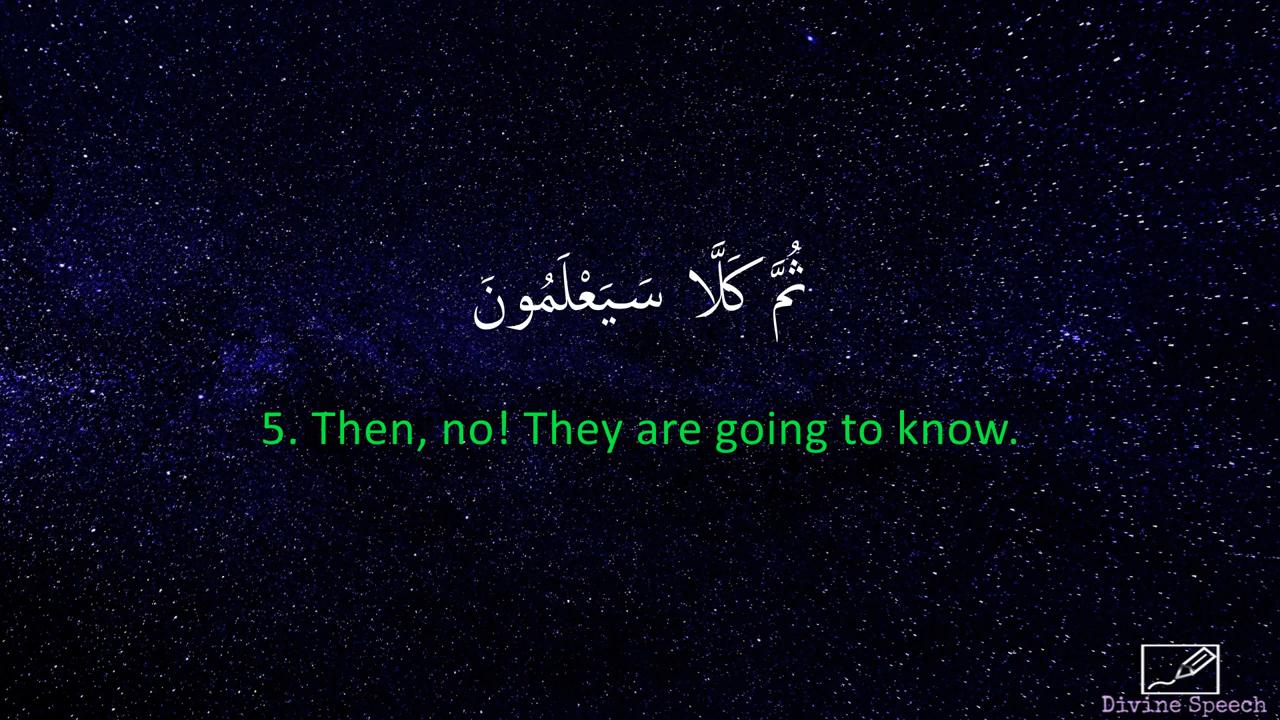 ثُمَّ كَلَّا سَيَعْلَمُونَ
5. Then, no! They are going to know.
Divine Speech